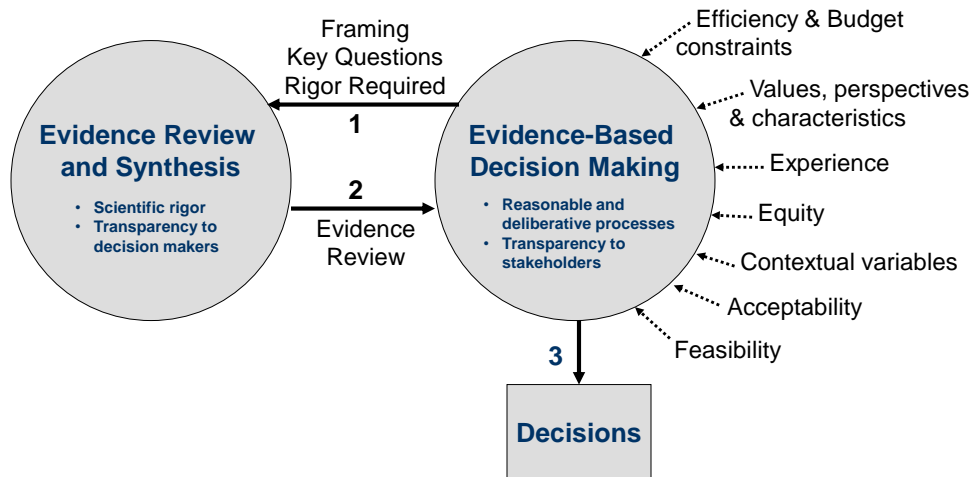 Framing
Key Questions
Rigor Required
1
Evidence Review
and Synthesis
• Scientific rigor
• Transparency to
decision makers
2
Evidence
Review
Evidence-Based
Decision Making
• Reasonable and
deliberative processes
• Transparency to
stakeholders
Efficiency & Budget
constraints
Values, perspectives
& characteristics
Experience
Equity
Contextual variables
Acceptability
Feasibility
3
Decisions